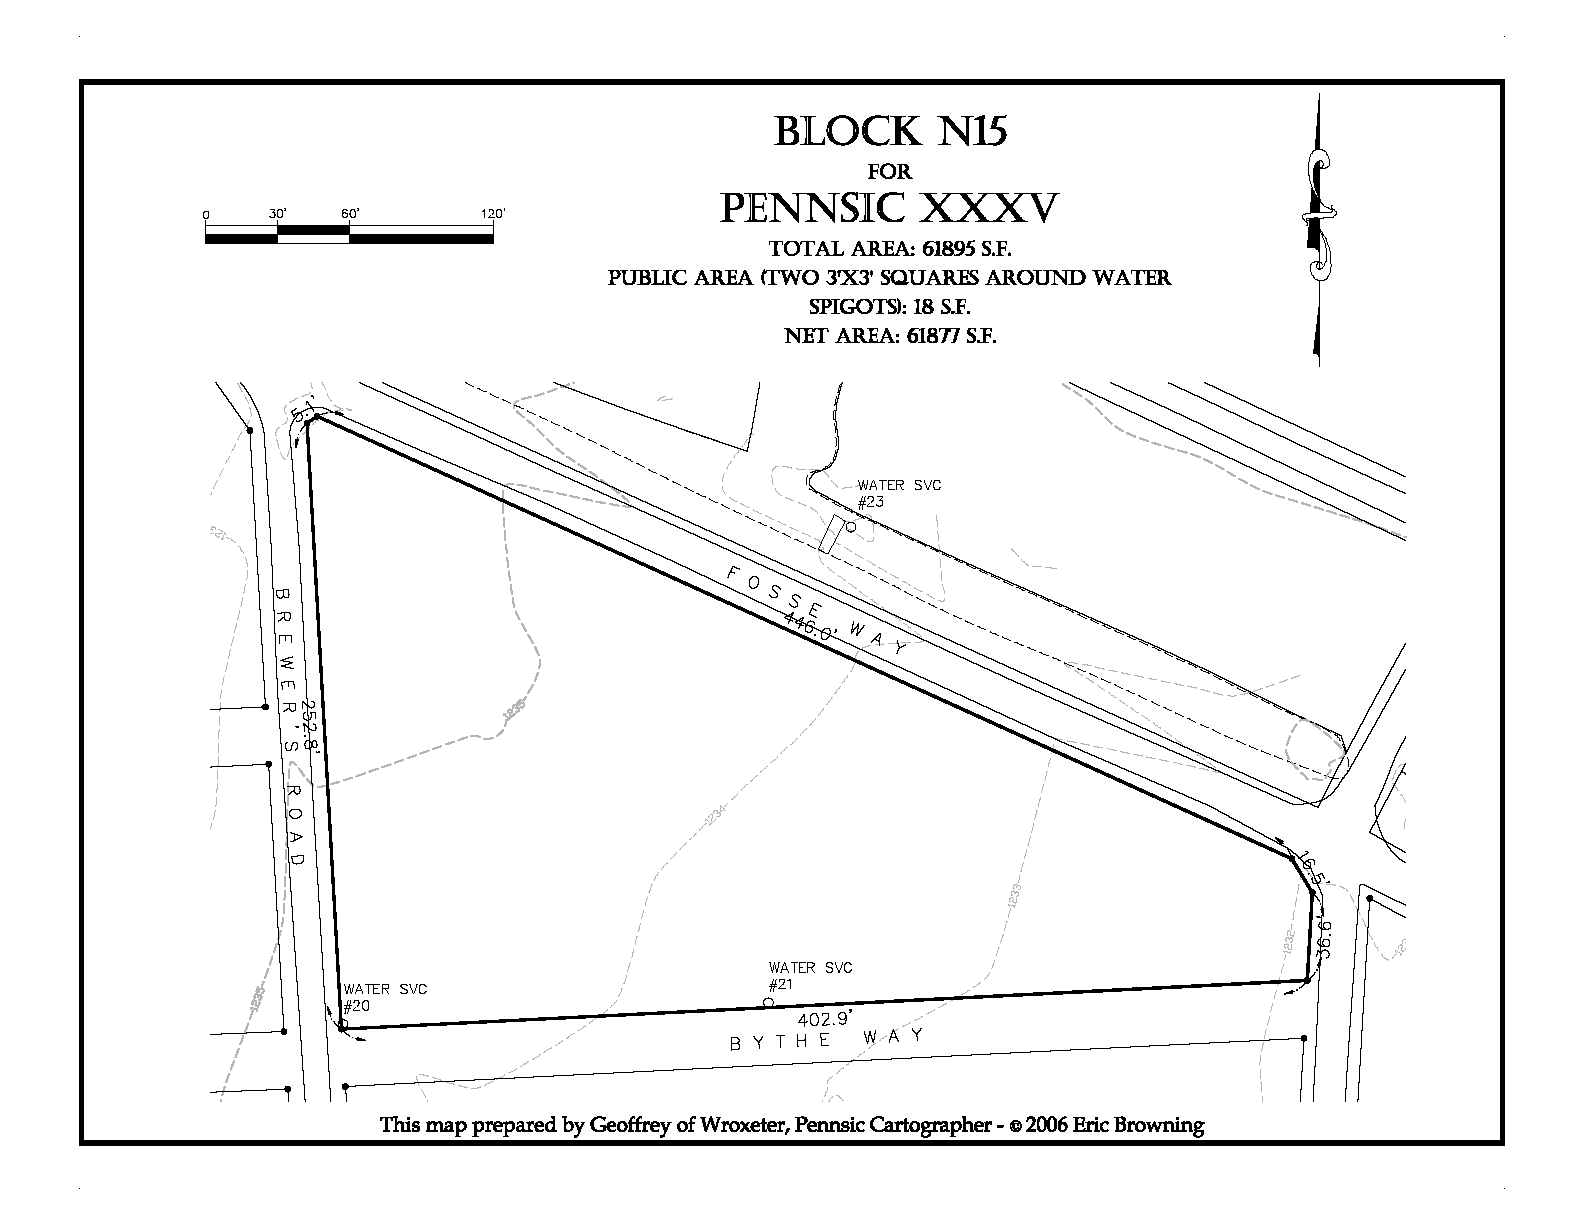 BLOCK N15
FOR
PENNSIC XXXV
TOTAL AREA: 61895 S.F.
PUBLIC AREA (TWO 3'X3' SQUARES AROUND WATER
SPIGOTS): 18 S.F.
NET AREA: 61877 S.F.
0 30' 60' 120'
WATER SVC
#23
FOSSE WAY
446.0'
BREWER'S ROAD
252.8'
1235
1234
1233
1232
16.5'
36.6'
1235
WATER SVC
#20
WATER SVC
#21
402.9'
BYTHE WAY
This map prepared by Geoffrey of Wroxeter, Pennsic Cartographer - © 2006 Eric Browning